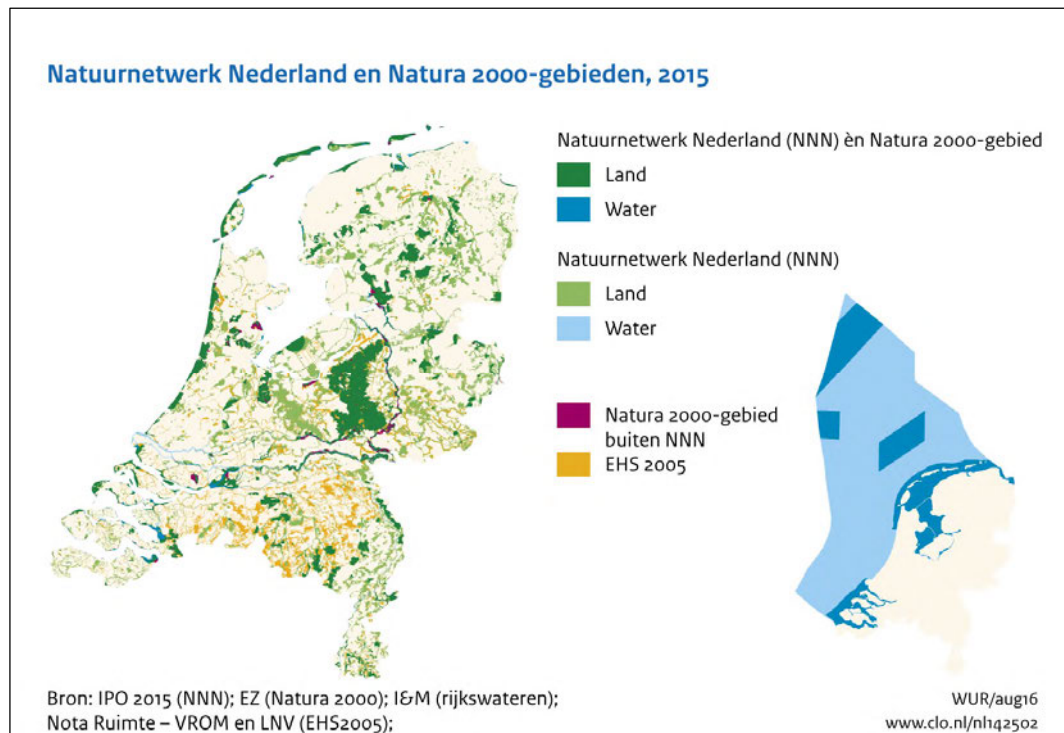 Natuurnetwerk Nederland en Natura 2000-gebieden, 2015
Natuurnetwerk Nederland (NNN) èn Natura 2000-gebied
Land
Water
Natuurnetwerk Nederland (NNN)
Land
Water
Natura 2000-gebied
buiten NNN
EHS 2005
Bron: IPO 2015 (NNN); EZ (Natura 2000); I&M (rijkswateren);
Nota Ruimte – VROM en LNV (EHS2005);
WUR/aug16
www.clo.nl/nl142502